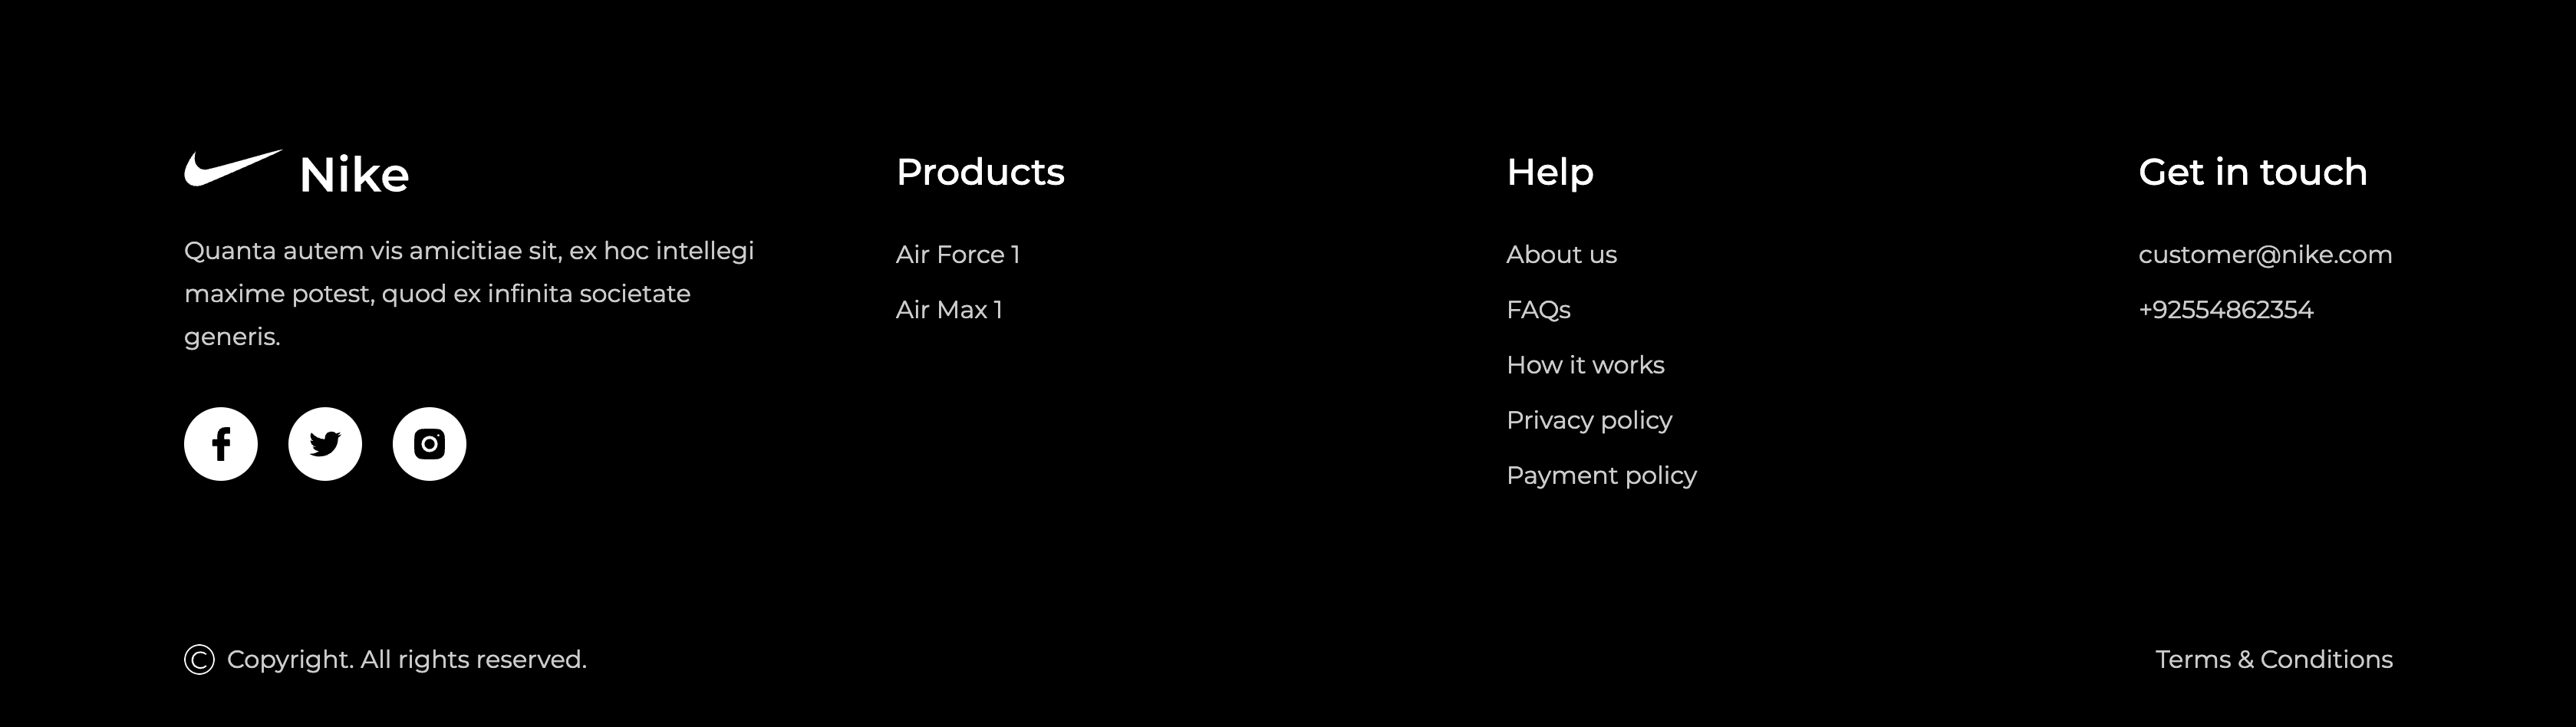 Nike
Quanta autem vis amicitiae sit, ex hoc intellegi
maxime potest, quod ex infinita societate
generis.
Products
Air Force 1
Air Max 1
Help
About us
FAQs
How it works
Privacy policy
Payment policy
Get in touch
customer@nike.com
+92554862354
© Copyright. All rights reserved.
Terms & Conditions